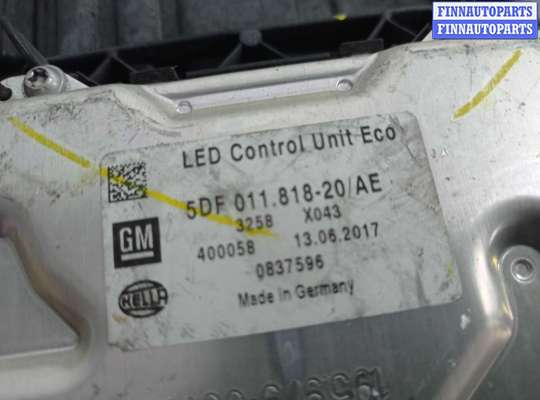 FINNAUTOPARTS
FINNAUTOPARTS
LED Control Unit Eco
5DF 011.818-20/AE
3258 X043
GM
400058 13.06.2017
0837596
HELLA
Made in Germany